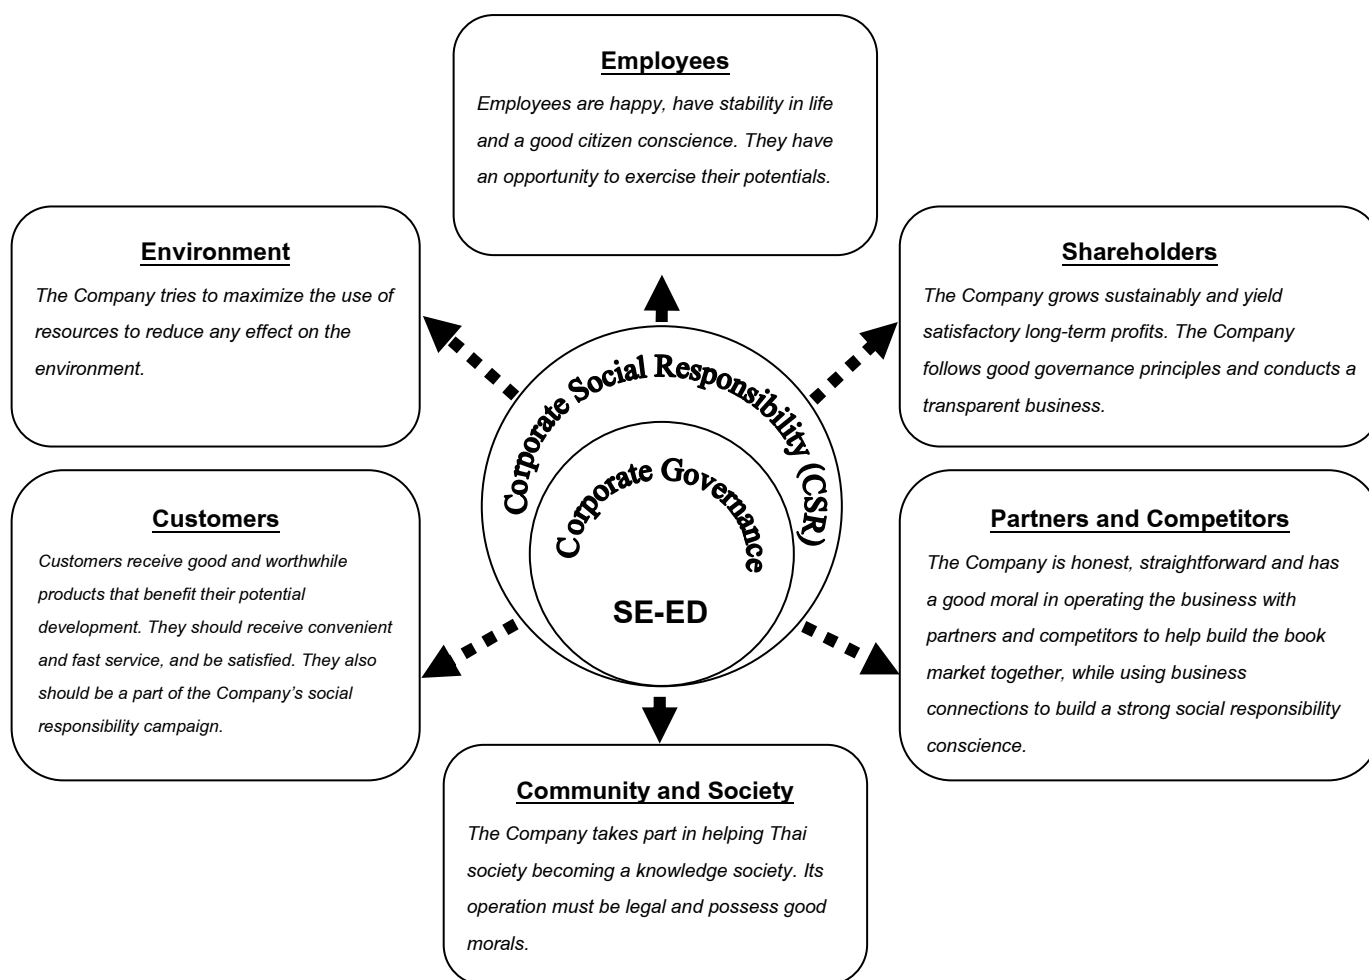 Employees
Employees are happy, have stability in life
and a good citizen conscience. They have
an opportunity to exercise their potentials.
Environment
The Company tries to maximize the use of
resources to reduce any effect on the
environment.
Shareholders
The Company grows sustainably and yield
satisfactory long-term profits. The Company
follows good governance principles and conducts a
transparent business.
Corporate Social Responsibility (CSR)
Corporate Governance
SE-ED
Customers
Customers receive good and worthwhile
products that benefit their potential
development. They should receive convenient
and fast service, and be satisfied. They also
should be a part of the Company’s social
responsibility campaign.
Partners and Competitors
The Company is honest, straightforward and has
a good moral in operating the business with
partners and competitors to help build the book
market together, while using business
connections to build a strong social responsibility
conscience.
Community and Society
The Company takes part in helping Thai
society becoming a knowledge society. Its
operation must be legal and possess good
morals.